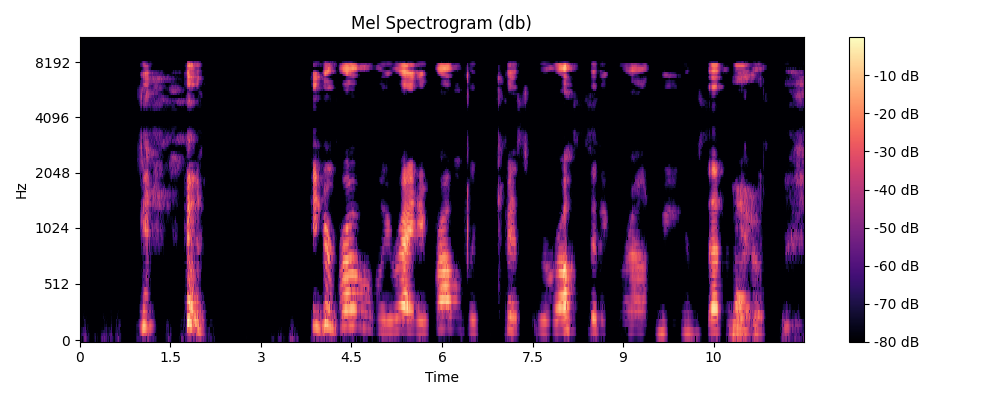 Mel Spectrogram (db)
8192
4096
2048
1024
512
0
Hz
0 1.5 3 4.5 6 7.5 9 10
Time
-10 dB
-20 dB
-30 dB
-40 dB
-50 dB
-60 dB
-70 dB
-80 dB